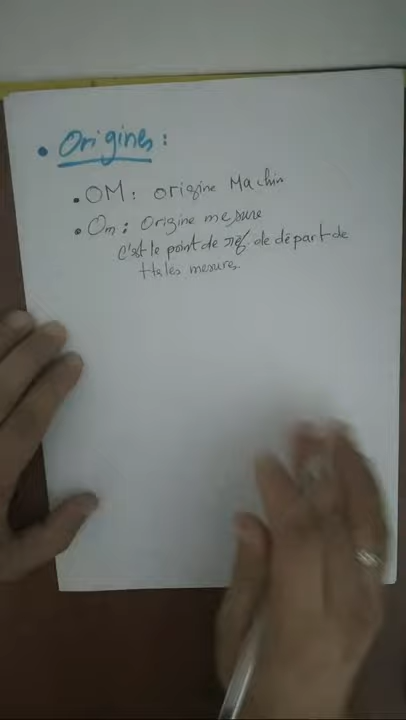 • Origines :
• OM : origine Machin
• Om : Origine mesure
c'est le point de réf de départ de
ttes les mesures.